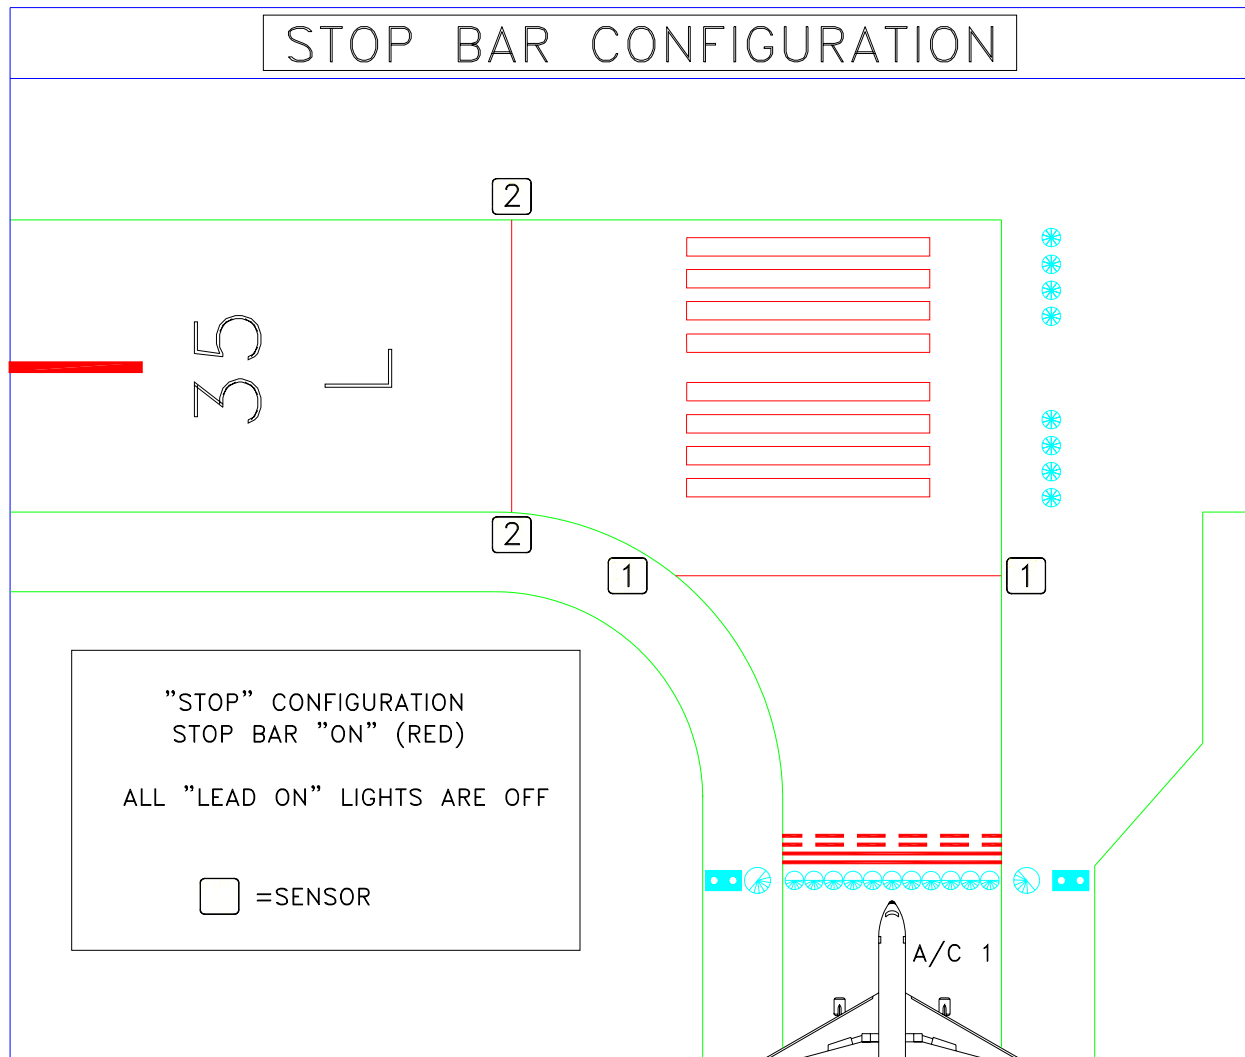 STOP BAR CONFIGURATION
2
35
L
2
1
1
"STOP" CONFIGURATION
STOP BAR "ON" (RED)
ALL "LEAD ON" LIGHTS ARE OFF
=SENSOR
A/C 1